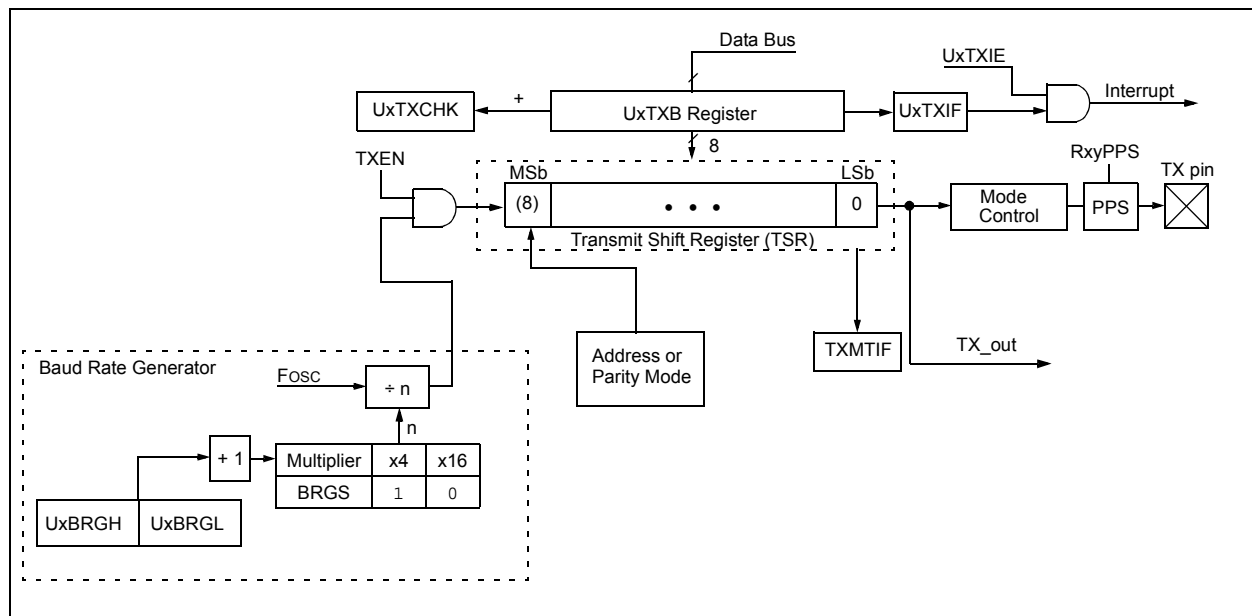 Data Bus
UxTXIE
Interrupt
UxTXCHK
+
UxTXB Register
UxTXIF
8
TXEN
RxyPPS
TX pin
MSb
LSb
(8)
• • •
0
Mode
Control
PPS
Transmit Shift Register (TSR)
Address or
Parity Mode
TXMTIF
TX_out
Baud Rate Generator
FOSC
÷ n
n
+ 1
Multiplier x4 x16
BRGS 1 0
UxBRGH UxBRGL